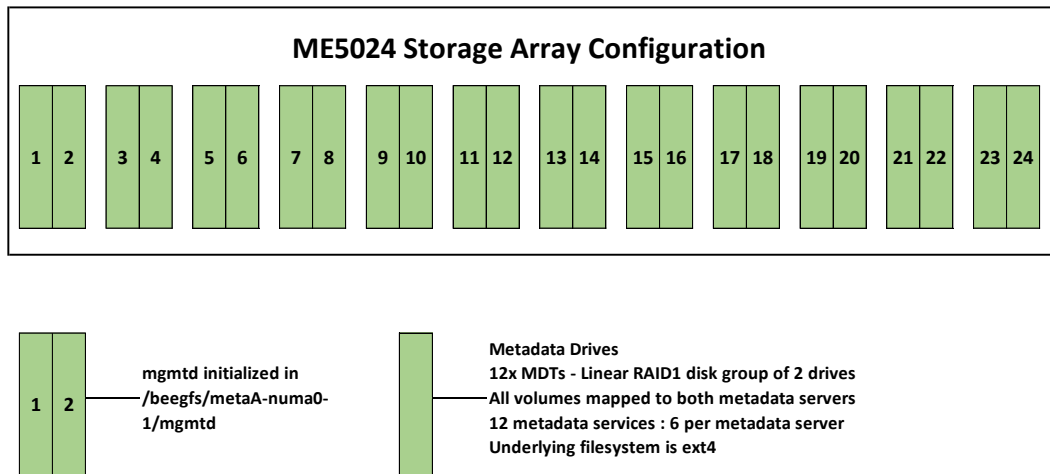 ME5024 Storage Array Configuration
1 2 3 4 5 6 7 8 9 10 11 12 13 14 15 16 17 18 19 20 21 22 23 24
1 2
mgmtd initialized in
/beegfs/metaA-numa0-
1/mgmtd
Metadata Drives
12x MDTs - Linear RAID1 disk group of 2 drives
All volumes mapped to both metadata servers
12 metadata services : 6 per metadata server
Underlying filesystem is ext4